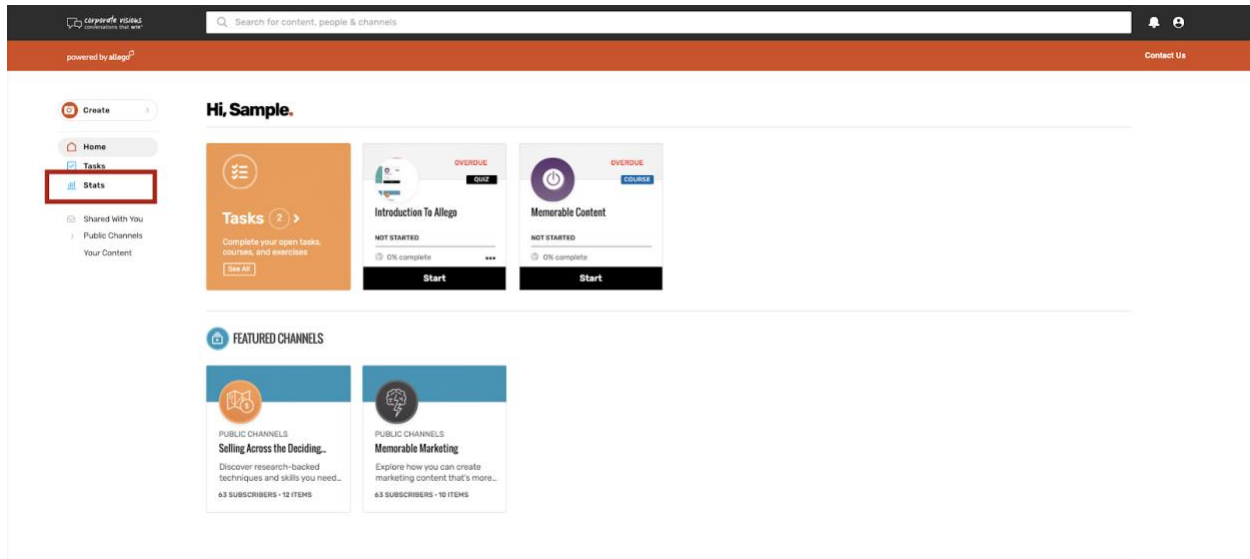 corporate visions
conversations that win®
Search for content, people & channels
powered by allego
Contact Us
Create
Home
Tasks
Stats
Shared With You
Public Channels
Your Content
Hi, Sample.
Tasks 2 >
Complete your open tasks,
courses, and exercises
See All
OVERDUE
QUIZ
Introduction To Allego
NOT STARTED
0% complete
Start
OVERDUE
COURSE
Memorable Content
NOT STARTED
0% complete
Start
FEATURED CHANNELS
PUBLIC CHANNELS
Selling Across the Deciding...
Discover research-backed
techniques and skills you need...
63 SUBSCRIBERS • 12 ITEMS
PUBLIC CHANNELS
Memorable Marketing
Explore how you can create
marketing content that's more...
63 SUBSCRIBERS • 10 ITEMS